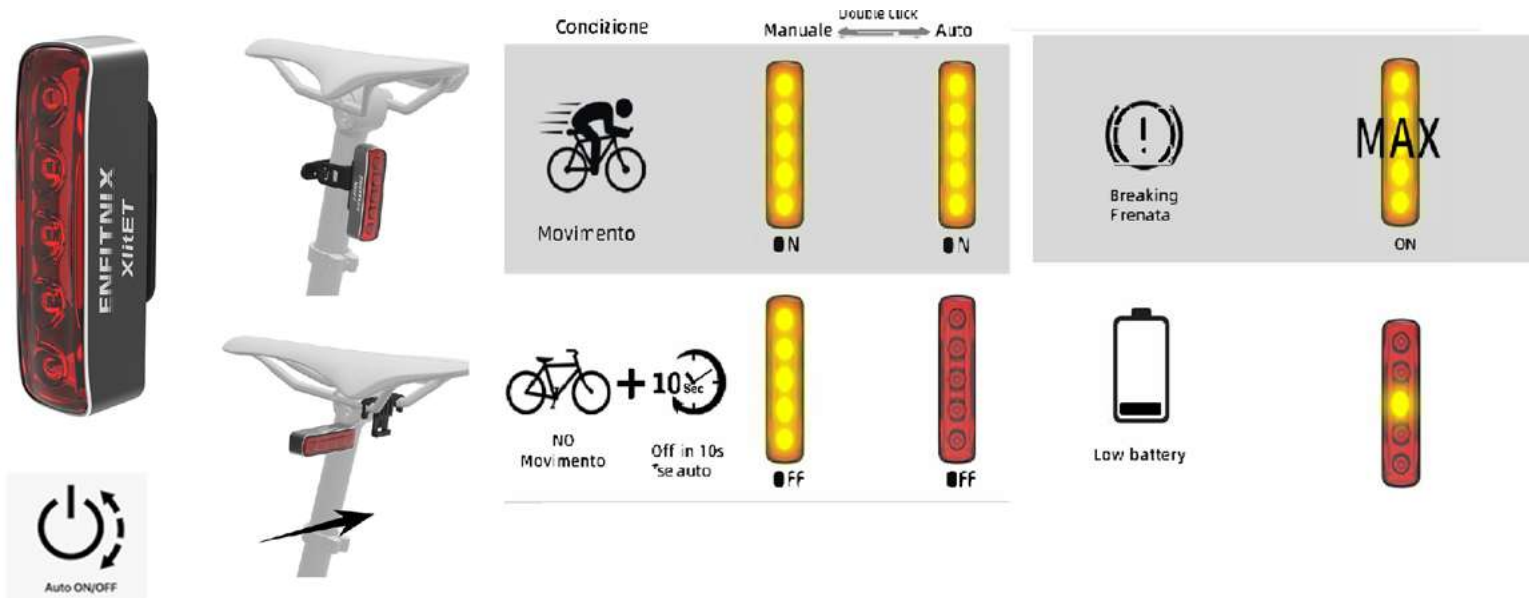 ENFITNIX
XlitET
Auto ON/OFF
Condizione
Manuale
Double Click
Auto
Movimento
ON
ON
NO
Movimento
10
Sec
Off in 10s
*se auto
OFF
OFF
Breaking
Frenata
MAX
ON
Low battery